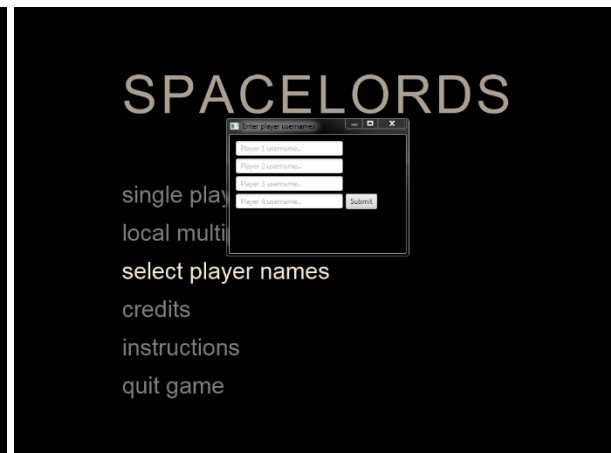 SPACELORDS
Enter player usernames
Player 1 username..
Player 2 username..
Player 3 username..
Player 4 username..
Submit
single play
local multi
select player names
credits
instructions
quit game